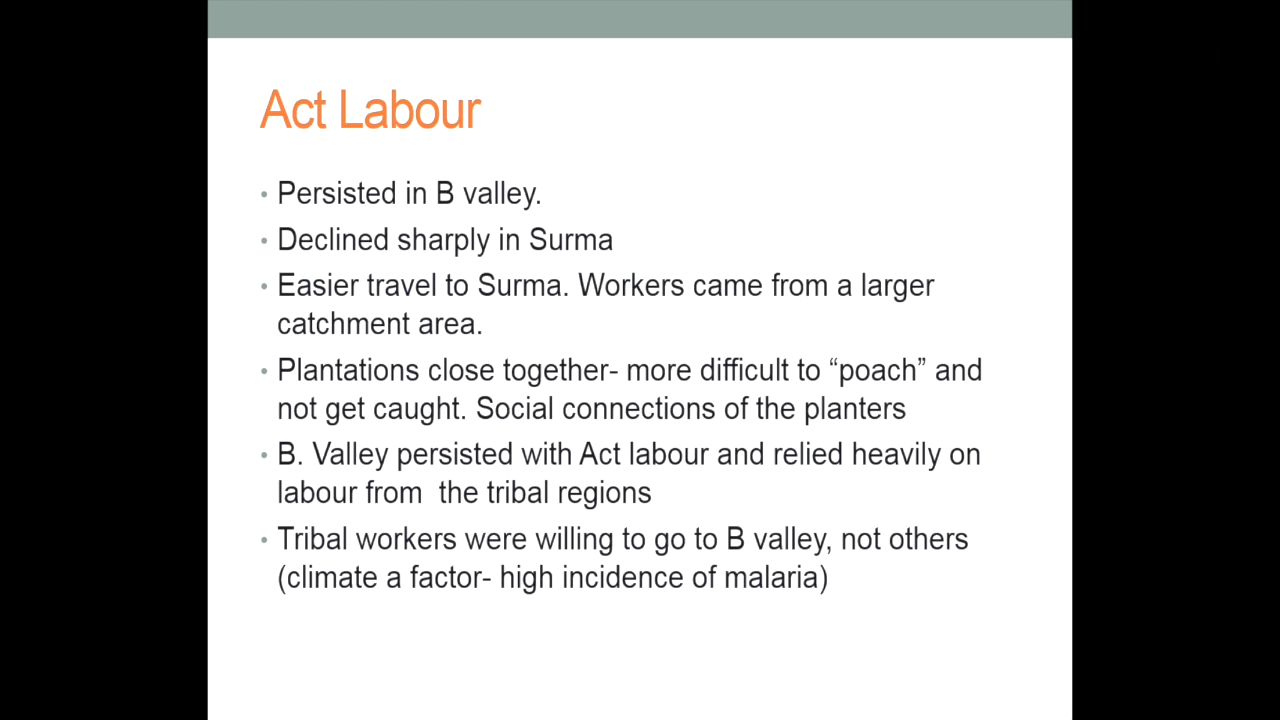 Act Labour
• Persisted in B valley.
• Declined sharply in Surma
• Easier travel to Surma. Workers came from a larger
catchment area.
• Plantations close together- more difficult to “poach” and
not get caught. Social connections of the planters
• B. Valley persisted with Act labour and relied heavily on
labour from  the tribal regions
• Tribal workers were willing to go to B valley, not others
(climate a factor- high incidence of malaria)